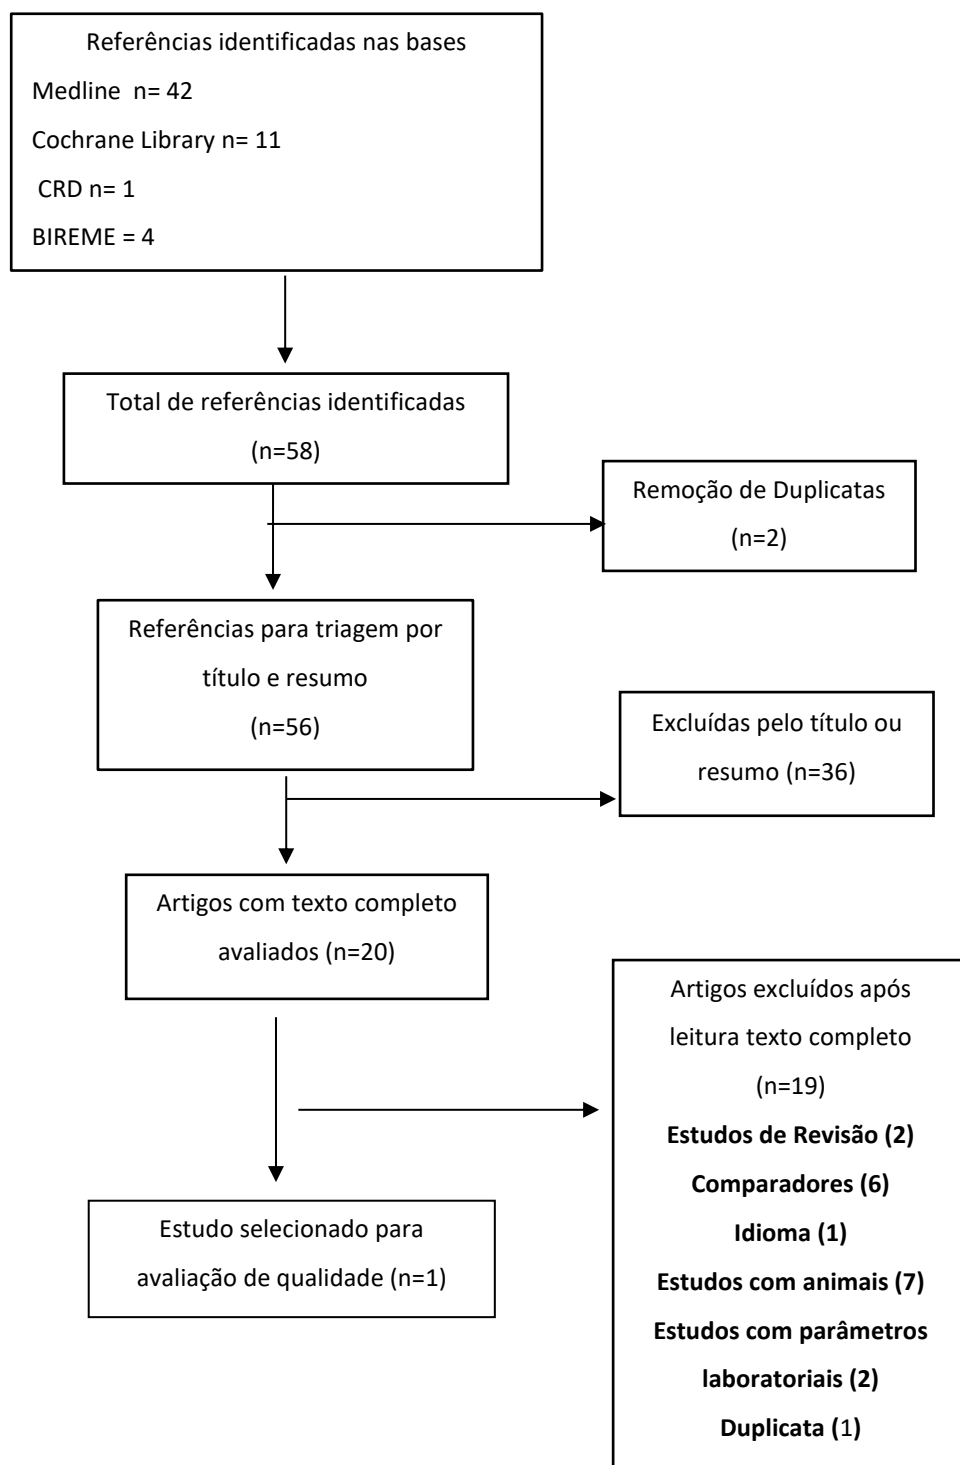 Referências identificadas nas bases
Medline n= 42
Cochrane Library n= 11
CRD n= 1
BIREME = 4
Total de referências identificadas
(n=58)
Remoção de Duplicatas
(n=2)
Referências para triagem por
título e resumo
(n=56)
Excluídas pelo título ou
resumo (n=36)
Artigos com texto completo
avaliados (n=20)
Artigos excluídos após
leitura texto completo
(n=19)
Estudos de Revisão (2)
Comparadores (6)
Idioma (1)
Estudos com animais (7)
Estudos com parâmetros
laboratoriais (2)
Duplicata (1)
Estudo selecionado para
avaliação de qualidade (n=1)